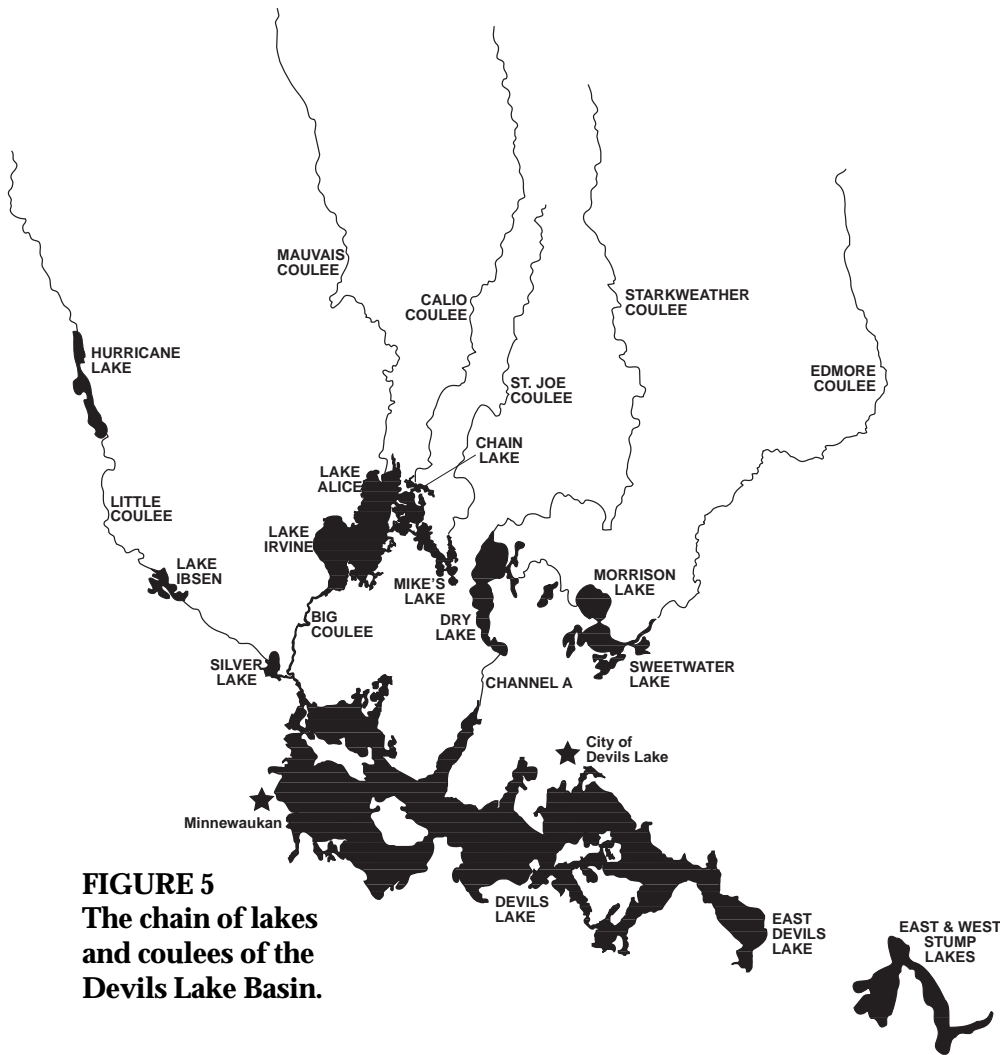 MAUVAIS
COULEE
CALIO
COULEE
STARKWEATHER
COULEE
HURRICANE
LAKE
EDMORE
COULEE
ST. JOE
COULEE
CHAIN
LAKE
LAKE
ALICE
LITTLE
COULEE
LAKE
IRVINE
LAKE
IBSEN
MIKE'S
LAKE
MORRISON
LAKE
BIG
COULEE
DRY
LAKE
SILVER
LAKE
SWEETWATER
LAKE
CHANNEL A
City of
Devils Lake
Minnewaukan
DEVILS
LAKE
EAST
DEVILS
LAKE
EAST & WEST
STUMP
LAKES
FIGURE 5
The chain of lakes
and coulees of the
Devils Lake Basin.